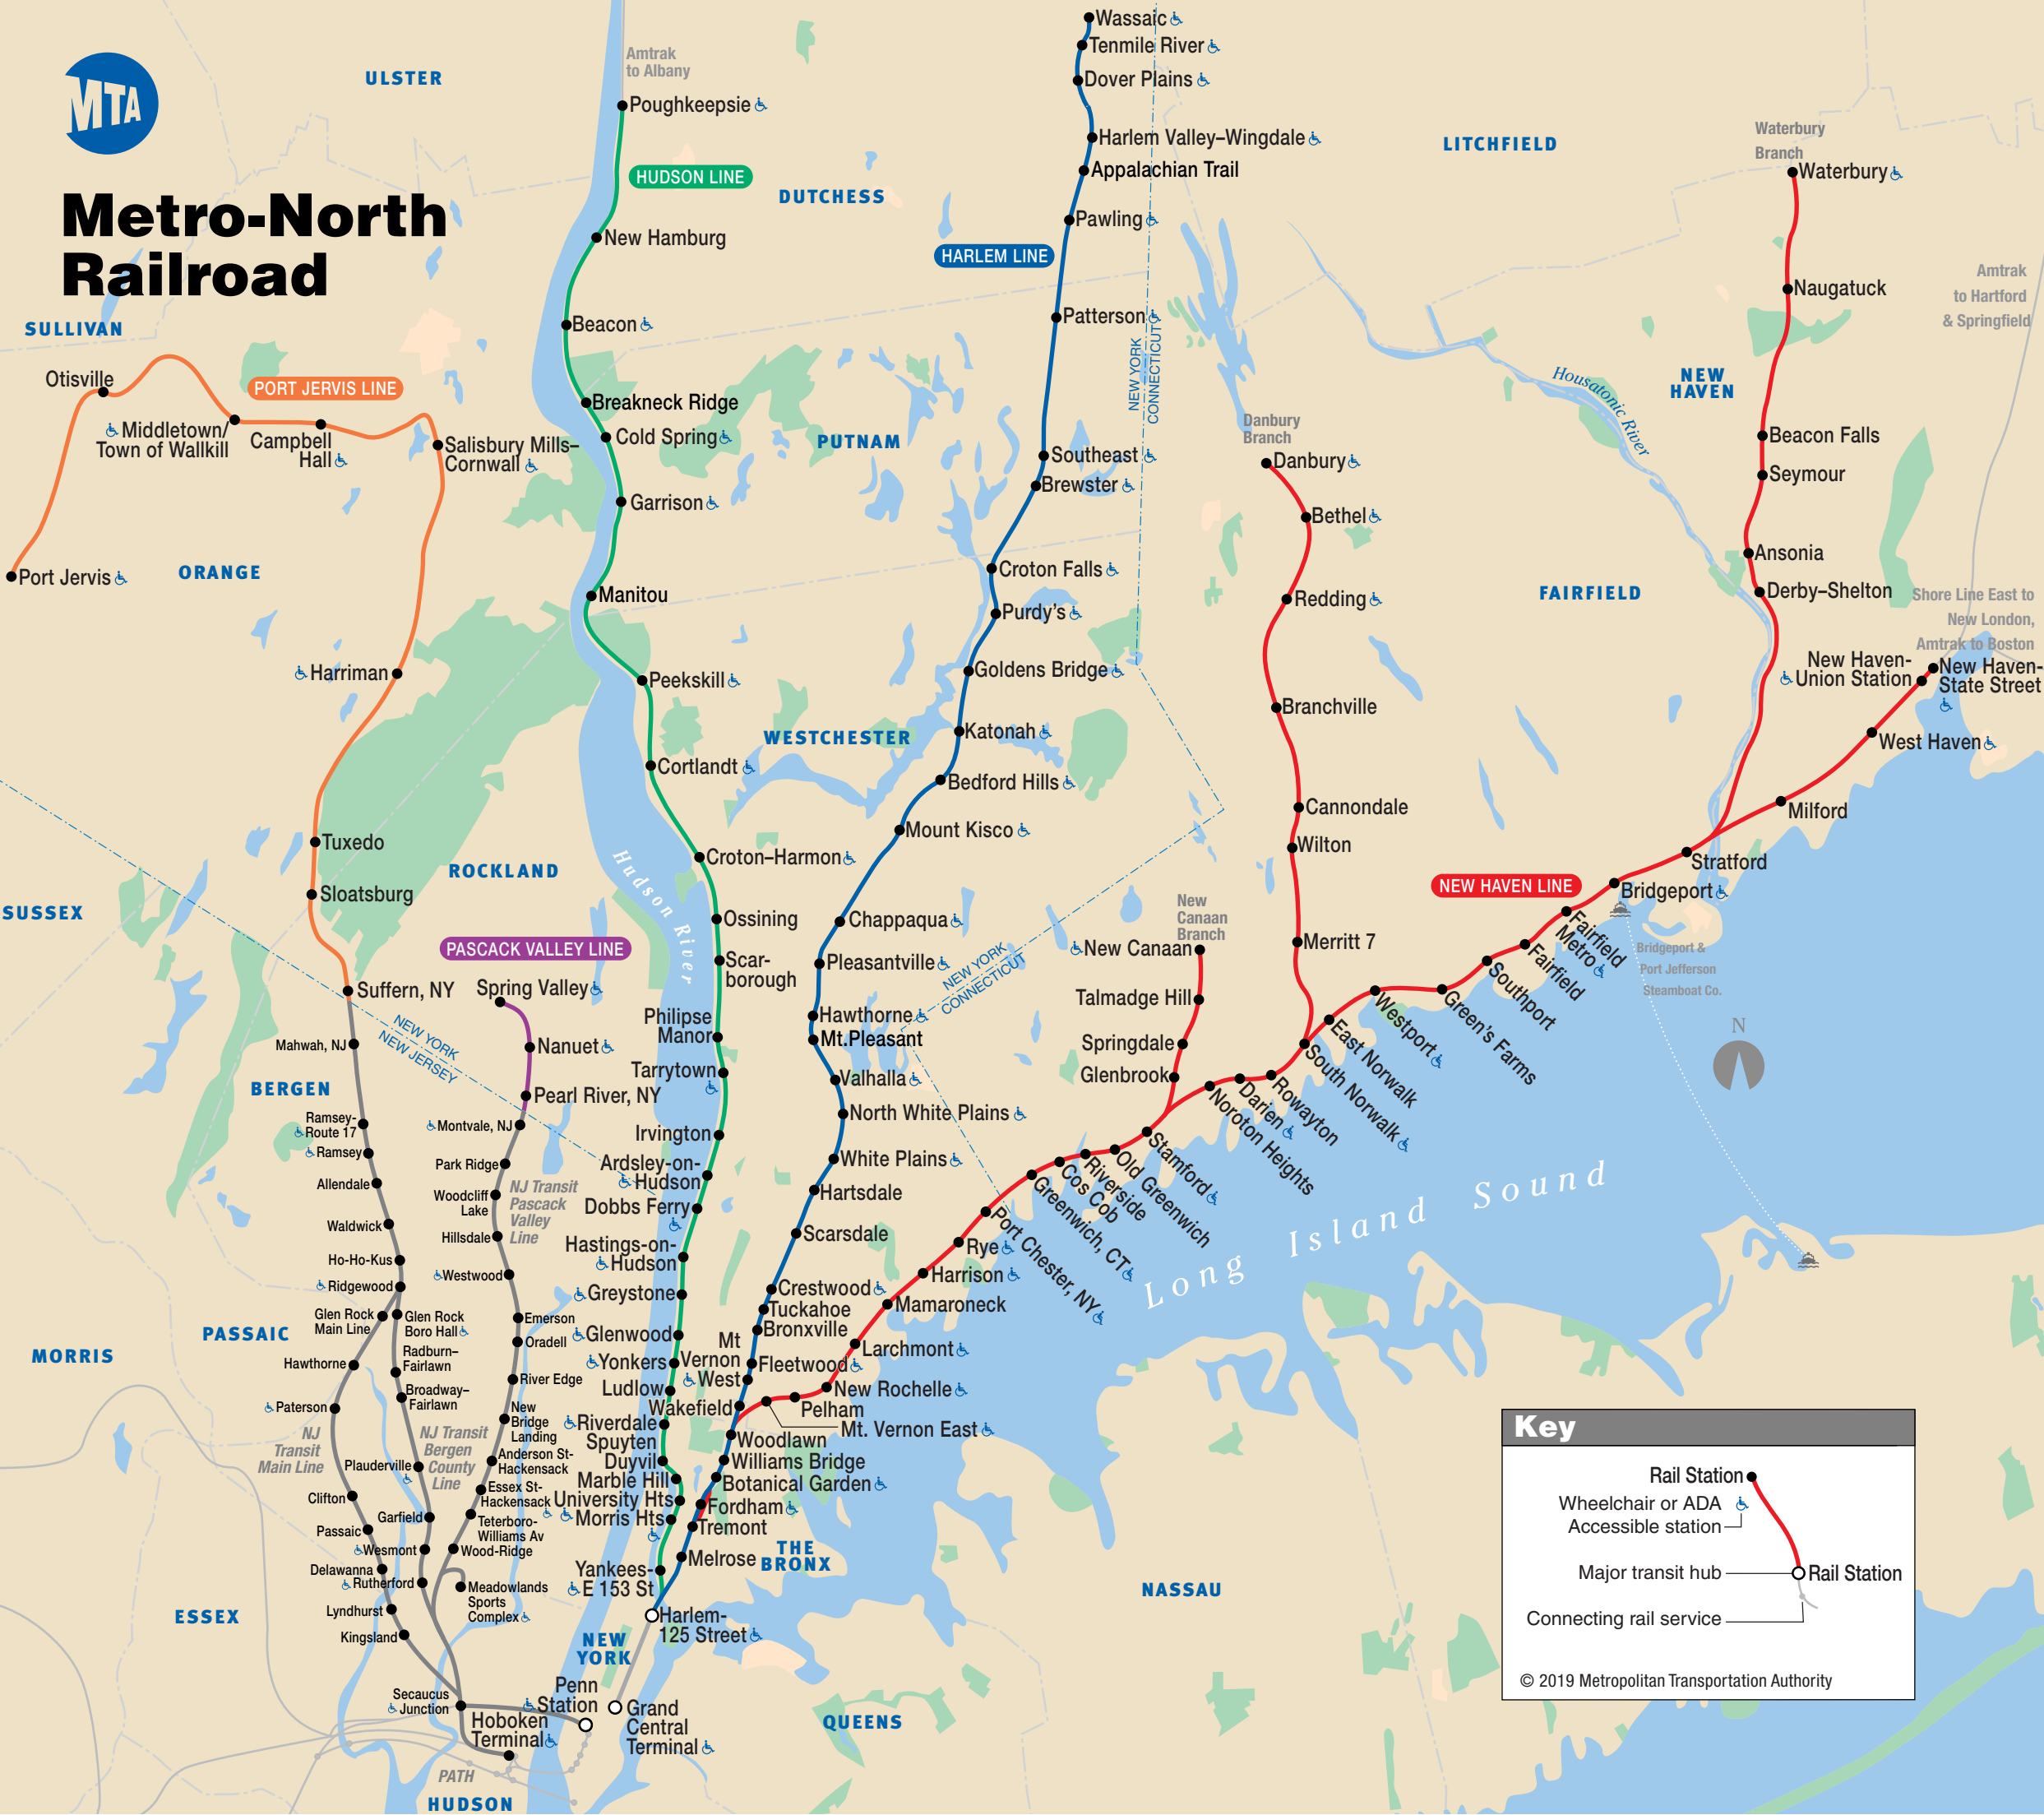 MTA
Metro-North
Railroad
ULSTER
SULLIVAN
ORANGE
DUTCHESS
PUTNAM
WESTCHESTER
ROCKLAND
SUSSEX
BERGEN
PASSAIC
MORRIS
ESSEX
HUDSON
NEW
YORK
THE
BRONX
QUEENS
NASSAU
LITCHFIELD
NEW
HAVEN
FAIRFIELD
Amtrak
to Albany
HUDSON LINE
Poughkeepsie
New Hamburg
Beacon
Breakneck Ridge
Cold Spring
Garrison
Manitou
Peekskill
Cortlandt
Croton–Harmon
Ossining
Scar-
borough
Philipse
Manor
Tarrytown
Irvington
Ardsley-on-
Hudson
Dobbs Ferry
Hastings-on-
Hudson
Greystone
Glenwood
Yonkers
Ludlow
Riverdale
Spuyten
Duyvil
Marble Hill
University Hts
Morris Hts
Yankees-
E 153 St
Harlem-
125 Street
Grand
Central
Terminal
Penn
Station
HARLEM LINE
Wassaic
Tenmile River
Dover Plains
Harlem Valley–Wingdale
Appalachian Trail
Pawling
Patterson
Southeast
Brewster
Croton Falls
Purdy's
Goldens Bridge
Katonah
Bedford Hills
Mount Kisco
Chappaqua
Pleasantville
Hawthorne
Mt.Pleasant
Valhalla
North White Plains
White Plains
Hartsdale
Scarsdale
Crestwood
Tuckahoe
Bronxville
Fleetwood
Mt
Vernon
West
Wakefield
Woodlawn
Williams Bridge
Botanical Garden
Fordham
Tremont
Melrose
NEW HAVEN LINE
Mt. Vernon East
Pelham
New Rochelle
Larchmont
Mamaroneck
Harrison
Rye
Port Chester, NY
Greenwich, CT
Cos Cob
Riverside
Old Greenwich
Stamford
Noroton Heights
Darien
Rowayton
South Norwalk
East Norwalk
Westport
Green's Farms
Southport
Fairfield
Fairfield
Metro
Bridgeport
Stratford
Milford
West Haven
New Haven-
Union Station
New Haven-
State Street
New
Canaan
Branch
New Canaan
Talmadge Hill
Springdale
Glenbrook
Danbury
Branch
Danbury
Bethel
Redding
Branchville
Cannondale
Wilton
Merritt 7
Waterbury
Branch
Waterbury
Naugatuck
Beacon Falls
Seymour
Ansonia
Derby–Shelton
Amtrak
to Hartford
& Springfield
Shore Line East to
New London,
Amtrak to Boston
Bridgeport &
Port Jefferson
Steamboat Co.
N
PORT JERVIS LINE
Port Jervis
Otisville
Middletown/
Town of Wallkill
Campbell
Hall
Salisbury Mills–
Cornwall
Harriman
Tuxedo
Sloatsburg
Suffern, NY
Mahwah, NJ
Ramsey-
Route 17
Ramsey
Allendale
Waldwick
Ho-Ho-Kus
Ridgewood
Glen Rock
Main Line
Hawthorne
Paterson
NJ
Transit
Main Line
Clifton
Passaic
Delawanna
Lyndhurst
Kingsland
Glen Rock
Boro Hall
Radburn–
Fairlawn
Broadway–
Fairlawn
NJ Transit
Bergen
County
Line
Plauderville
Garfield
Wesmont
Rutherford
Secaucus
Junction
Hoboken
Terminal
PATH
PASCACK VALLEY LINE
Spring Valley
Nanuet
Pearl River, NY
Montvale, NJ
Park Ridge
Woodcliff
Lake
NJ Transit
Pascack
Valley
Line
Hillsdale
Westwood
Emerson
Oradell
River Edge
New
Bridge
Landing
Anderson St-
Hackensack
Essex St-
Hackensack
Teterboro-
Williams Av
Wood-Ridge
Meadowlands
Sports
Complex
NEW YORK
NEW JERSEY
NEW YORK
CONNECTICUT
NEW YORK
CONNECTICUT
Hudson River
Housatonic River
Long Island Sound
Key
Rail Station
Wheelchair or ADA
Accessible station
Major transit hub
Rail Station
Connecting rail service
© 2019 Metropolitan Transportation Authority